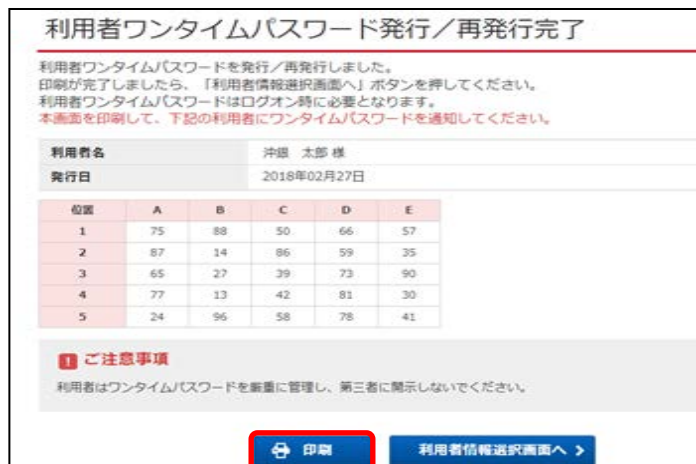 利用者ワンタイムパスワード発行／再発行完了
利用者ワンタイムパスワードを発行／再発行しました。
印刷が完了しましたら、「利用者情報選択画面へ」ボタンを押してください。
利用者ワンタイムパスワードはログオン時に必要となります。
本画面を印刷して、下記の利用者にワンタイムパスワードを通知してください。
利用者名 沖銀 太郎 様
発行日 2018年02月27日
位置 A B C D E
1 75 88 50 66 57
2 87 14 86 59 35
3 65 27 39 73 90
4 77 13 42 81 30
5 24 96 58 78 41
ご注意事項
利用者はワンタイムパスワードを厳重に管理し、第三者に開示しないでください。
印刷 利用者情報選択画面へ